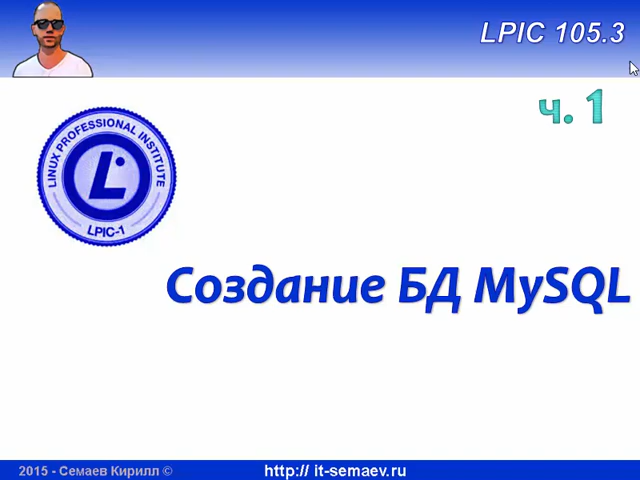 LPIC 105.3
ч. 1
LINUX PROFESSIONAL INSTITUTE
L
LPIC-1
Создание БД MySQL
2015 - Семаев Кирилл ©
http:// it-semaev.ru